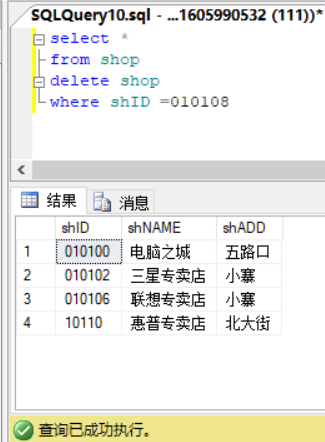 SQLQuery10.sql - ...1605990532 (111))*
select *
from shop
delete shop
where shID =010108
结果 消息
shID shNAME shADD
1 010100 电脑之城 五路口
2 010102 三星专卖店 小寨
3 010106 联想专卖店 小寨
4 10110 惠普专卖店 北大街
查询已成功执行。